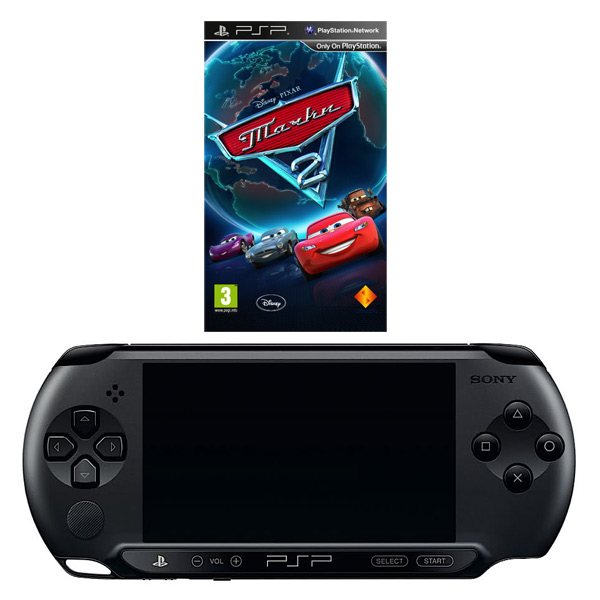 PSP
PlayStation Network
Only On PlayStation.
Disney PIXAR
Тачки
2
3
www.pegi.info
Disney
SONY
VOL
PSP
SELECT
START